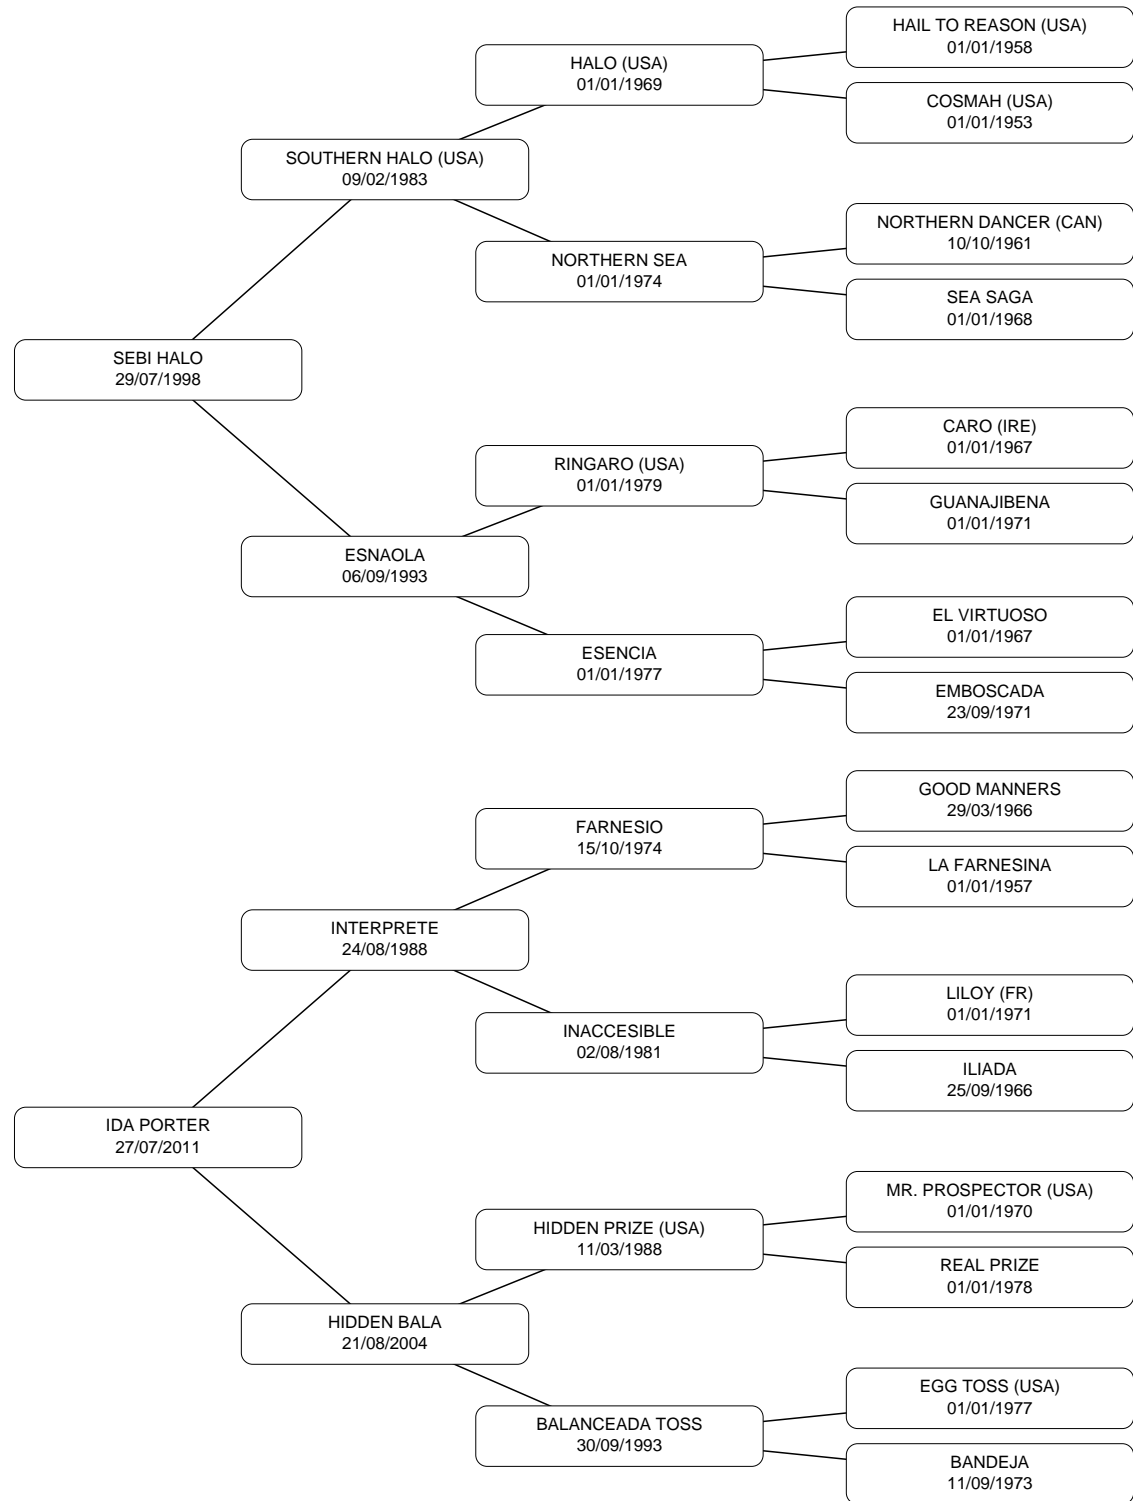 HAIL TO REASON (USA)
01/01/1958
HALO (USA)
01/01/1969
COSMAH (USA)
01/01/1953
SOUTHERN HALO (USA)
09/02/1983
NORTHERN DANCER (CAN)
10/10/1961
NORTHERN SEA
01/01/1974
SEA SAGA
01/01/1968
SEBI HALO
29/07/1998
CARO (IRE)
01/01/1967
RINGARO (USA)
01/01/1979
GUANAJIBENA
01/01/1971
ESNAOLA
06/09/1993
EL VIRTUOSO
01/01/1967
ESENCIA
01/01/1977
EMBOSCADA
23/09/1971
GOOD MANNERS
29/03/1966
FARNESIO
15/10/1974
LA FARNESINA
01/01/1957
INTERPRETE
24/08/1988
LILOY (FR)
01/01/1971
INACCESIBLE
02/08/1981
ILIADA
25/09/1966
IDA PORTER
27/07/2011
MR. PROSPECTOR (USA)
01/01/1970
HIDDEN PRIZE (USA)
11/03/1988
REAL PRIZE
01/01/1978
HIDDEN BALA
21/08/2004
EGG TOSS (USA)
01/01/1977
BALANCEADA TOSS
30/09/1993
BANDEJA
11/09/1973